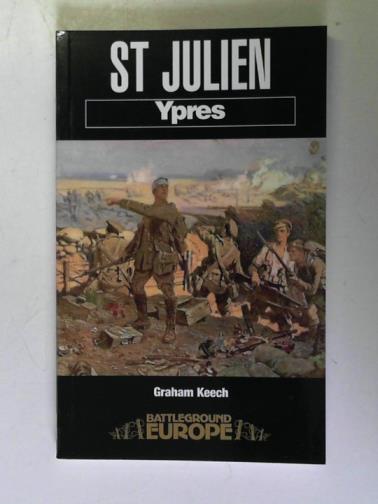 ST JULIEN
Ypres
Graham Keech
BATTLEGROUND
EUROPE